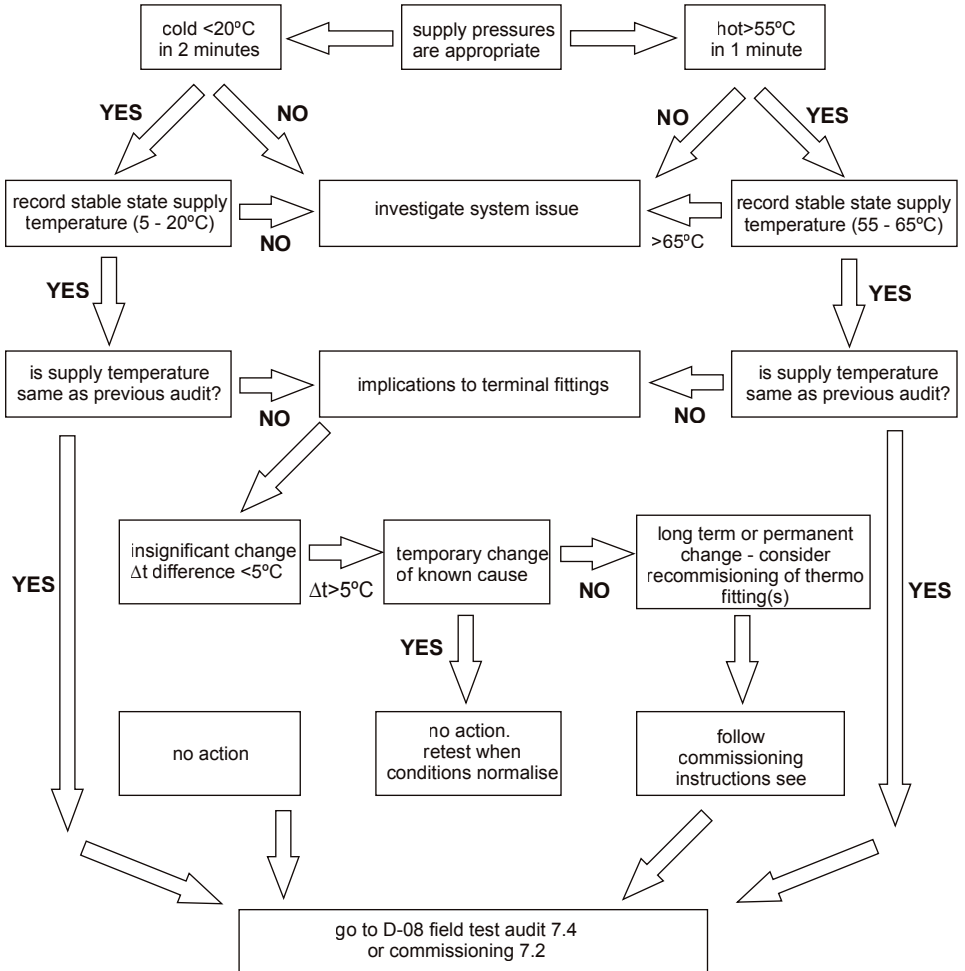 cold <20ºC
in 2 minutes
supply pressures
are appropriate
hot>55ºC
in 1 minute
YES
NO
NO
YES
record stable state supply
temperature (5 - 20ºC)
NO
investigate system issue
>65ºC
record stable state supply
temperature (55 - 65ºC)
YES
YES
is supply temperature
same as previous audit?
NO
implications to terminal fittings
NO
is supply temperature
same as previous audit?
insignificant change
Δt difference <5ºC
Δt>5ºC
temporary change
of known cause
NO
long term or permanent
change - consider
recommisioning of thermo
fitting(s)
YES
YES
YES
no action
no action.
retest when
conditions normalise
follow
commissioning
instructions see
go to D-08 field test audit 7.4
or commissioning 7.2